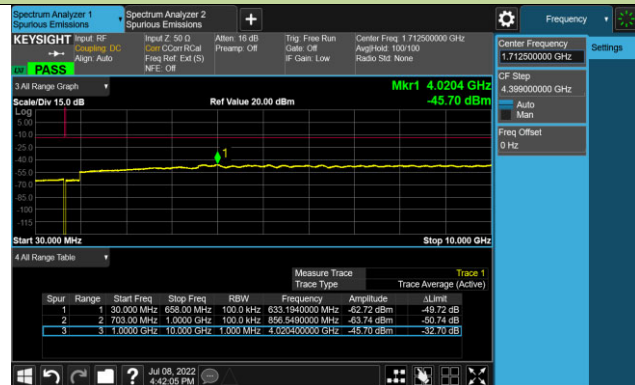 Spectrum Analyzer 1
Spurious Emissions
Spectrum Analyzer 2
Spurious Emissions
+
Frequency
KEYSIGHT
Input: RF
Coupling: DC
Align: Auto
Input Z: 50 Ω
Corr CCorr RCal
Freq Ref: Ext (S)
NFE: Off
Atten: 16 dB
Preamp: Off
Trig: Free Run
Gate: Off
IF Gain: Low
Center Freq: 1.712500000 GHz
Avg|Hold: 100/100
Radio Std: None
PASS
Center Frequency
1.712500000 GHz
Settings
CF Step
4.399000000 GHz
Auto
Man
Freq Offset
0 Hz
3 All Range Graph
Mkr1 4.0204 GHz
Scale/Div 15.0 dB
Ref Value 20.00 dBm
-45.70 dBm
Log
5.00
-10.0
-25.0
-40.0
-55.0
-70.0
-85.0
-100
-115
1
Start 30.000 MHz
Stop 10.000 GHz
4 All Range Table
Measure Trace Trace 1
Trace Type Trace Average (Active)
Spur Range Start Freq Stop Freq RBW Frequency Amplitude ΔLimit
1 1 30.000 MHz 658.00 MHz 100.0 kHz 633.1940000 MHz -62.72 dBm -49.72 dB
2 2 703.00 MHz 1.0000 GHz 100.0 kHz 856.5490000 MHz -63.74 dBm -50.74 dB
3 3 1.0000 GHz 10.000 GHz 1.000 MHz 4.020400000 GHz -45.70 dBm -32.70 dB
?
Jul 08, 2022
4:42:05 PM